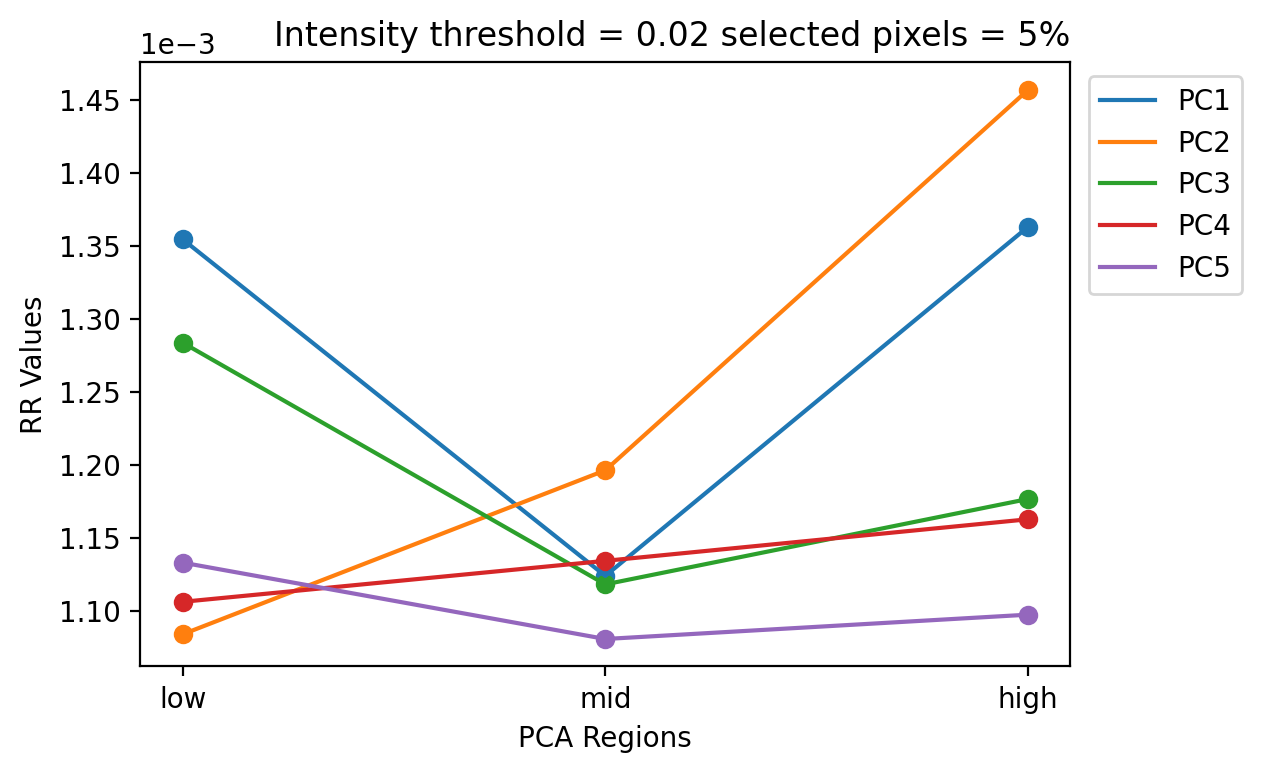 Intensity threshold = 0.02 selected pixels = 5%
1e−3
1.45
1.40
1.35
1.30
1.25
1.20
1.15
1.10
RR Values
low
mid
high
PCA Regions
PC1
PC2
PC3
PC4
PC5